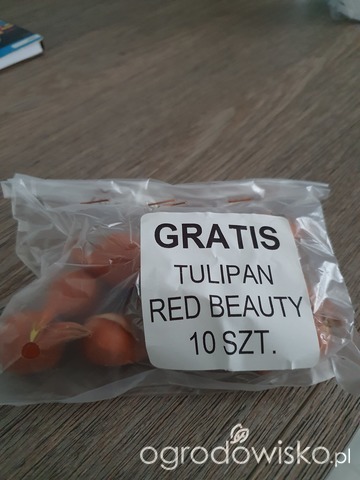 GRATIS
TULIPAN
RED BEAUTY
10 SZT.
ogrodowisko.pl